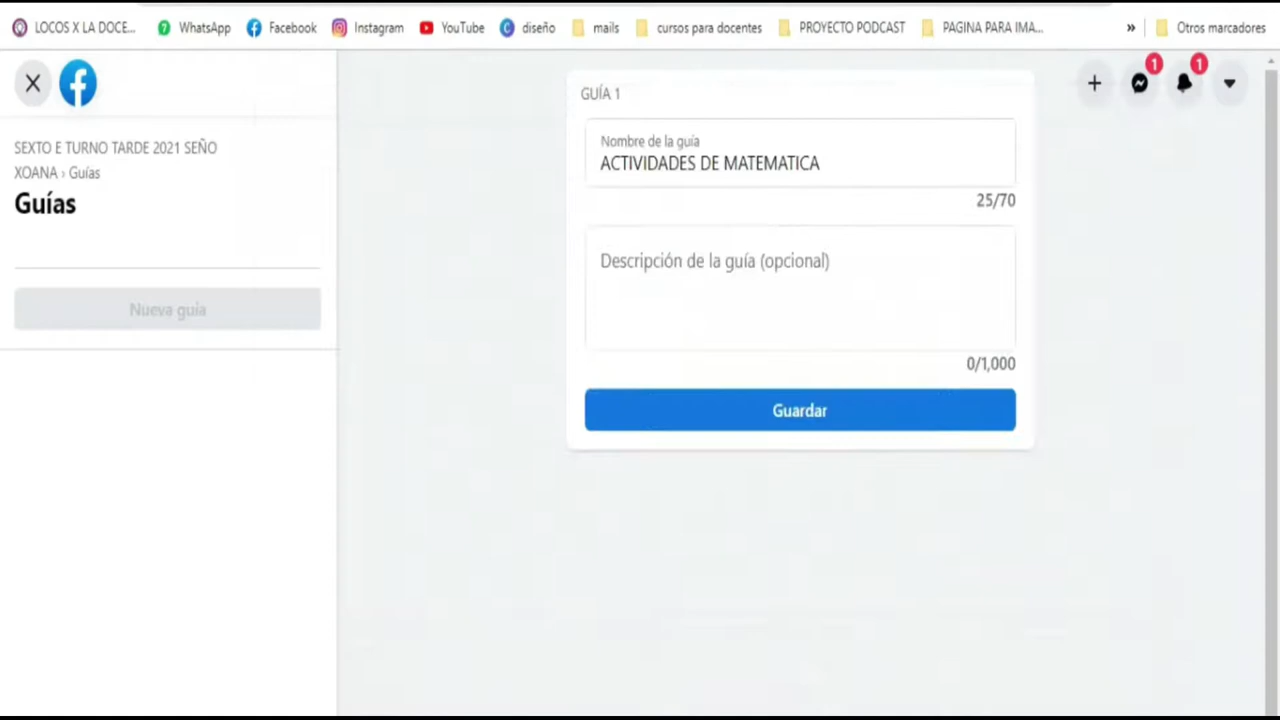 LOCOS X LA DOCE... WhatsApp Facebook Instagram YouTube diseño mails cursos para docentes PROYECTO PODCAST PAGINA PARA IMA... » Otros marcadores
1 1
SEXTO E TURNO TARDE 2021 SEÑO
XOANA › Guías
Guías
Nueva guía
GUÍA 1
Nombre de la guía
ACTIVIDADES DE MATEMATICA
25/70
Descripción de la guía (opcional)
0/1,000
Guardar